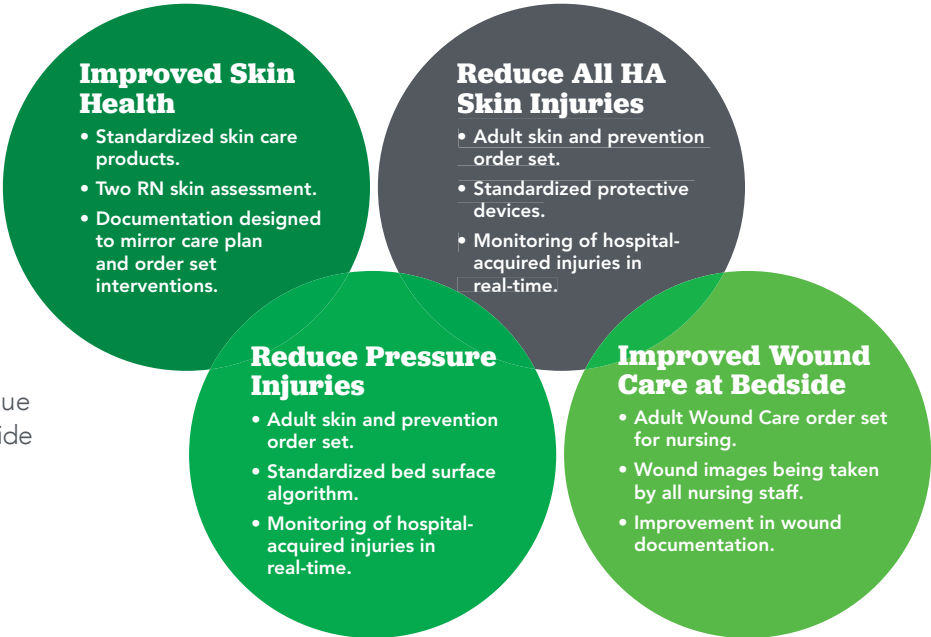 Improved Skin
Health
• Standardized skin care
products.
• Two RN skin assessment.
• Documentation designed
to mirror care plan
and order set
interventions.
Reduce All HA
Skin Injuries
• Adult skin and prevention
order set.
• Standardized protective
devices.
• Monitoring of hospital-
acquired injuries in
real-time.
ue
ide
Reduce Pressure
Injuries
• Adult skin and prevention
order set.
• Standardized bed surface
algorithm.
• Monitoring of hospital-
acquired injuries in
real-time.
Improved Wound
Care at Bedside
• Adult Wound Care order set
for nursing.
• Wound images being taken
by all nursing staff.
• Improvement in wound
documentation.